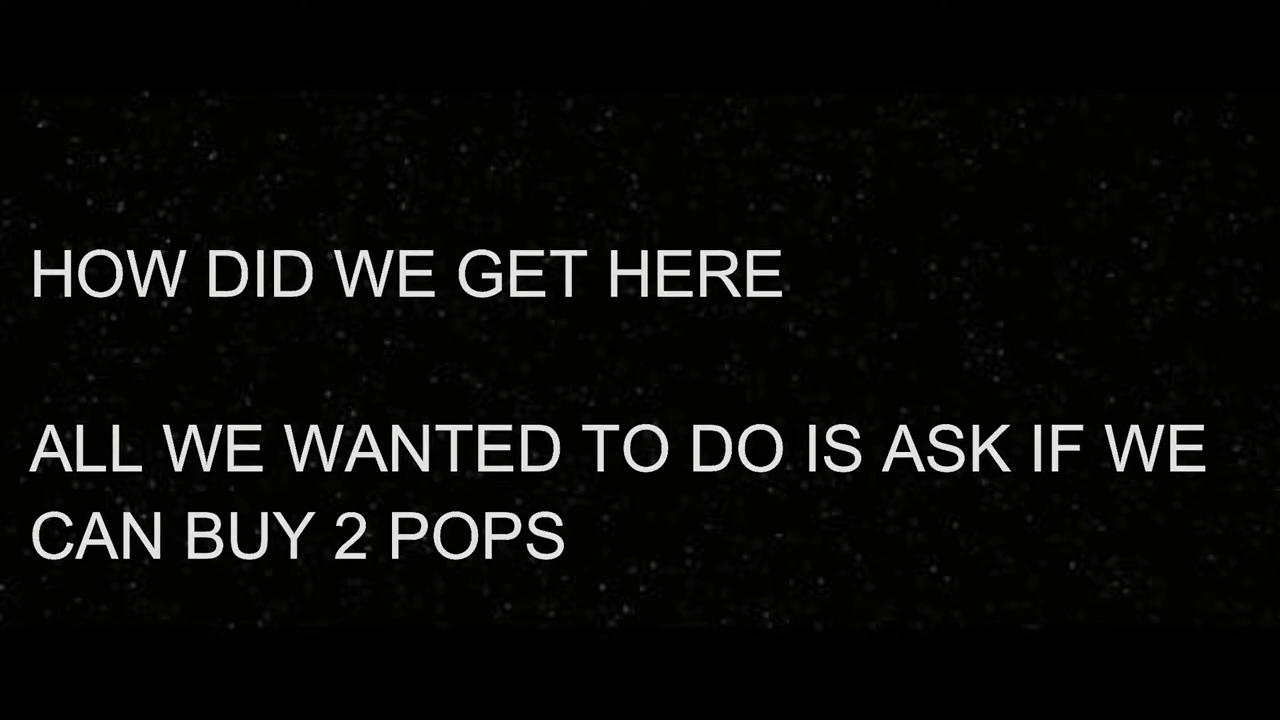 HOW DID WE GET HERE
ALL WE WANTED TO DO IS ASK IF WE
CAN BUY 2 POPS